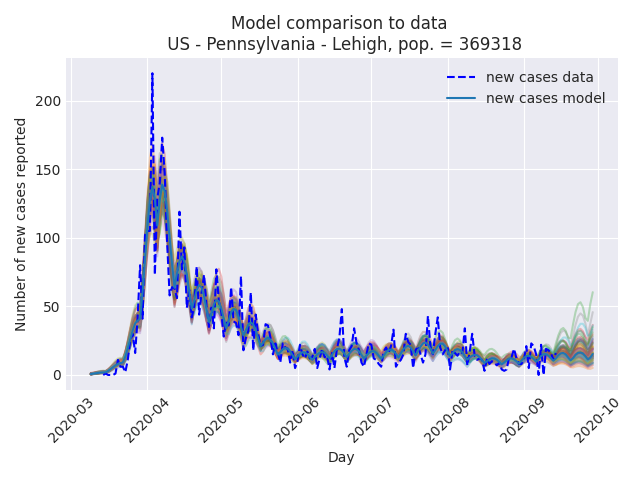 Model comparison to data
US - Pennsylvania - Lehigh, pop. = 369318
new cases data
new cases model
Number of new cases reported
200
150
100
50
0
2020-03
2020-04
2020-05
2020-06
2020-07
2020-08
2020-09
2020-10
Day